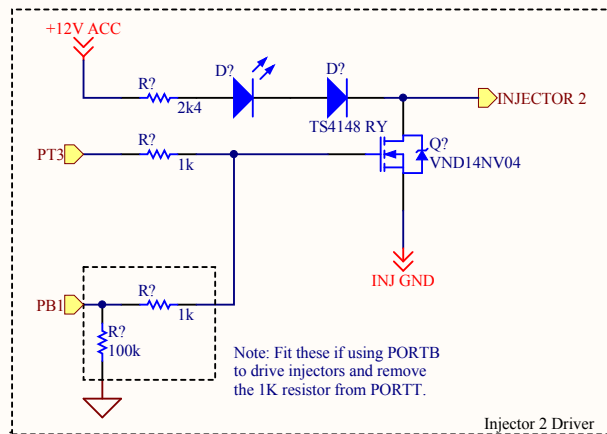 +12V ACC
R?
2k4
D?
D?
TS4148 RY
INJECTOR 2
PT3
R?
1k
Q?
VND14NV04
INJ GND
PB1
R?
1k
R?
100k
Note: Fit these if using PORTB
to drive injectors and remove
the 1K resistor from PORTT.
Injector 2 Driver